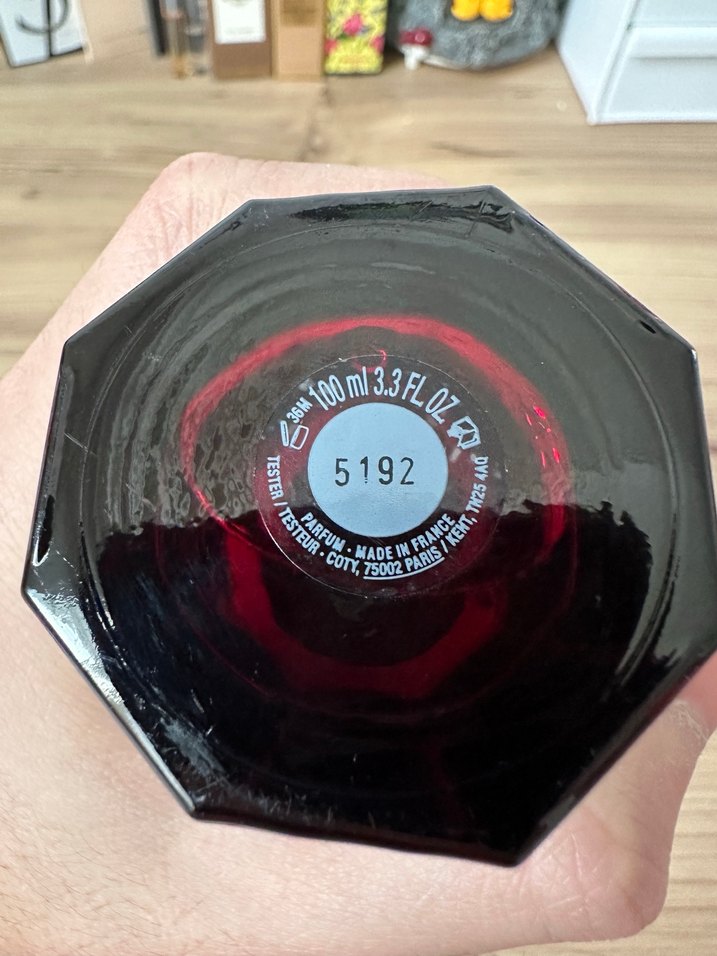 36M 100 ml 3.3 FL OZ
5192
TESTER / TESTEUR · COTY, 75002 PARIS / KENT, TN25 4AQ
PARFUM · MADE IN FRANCE